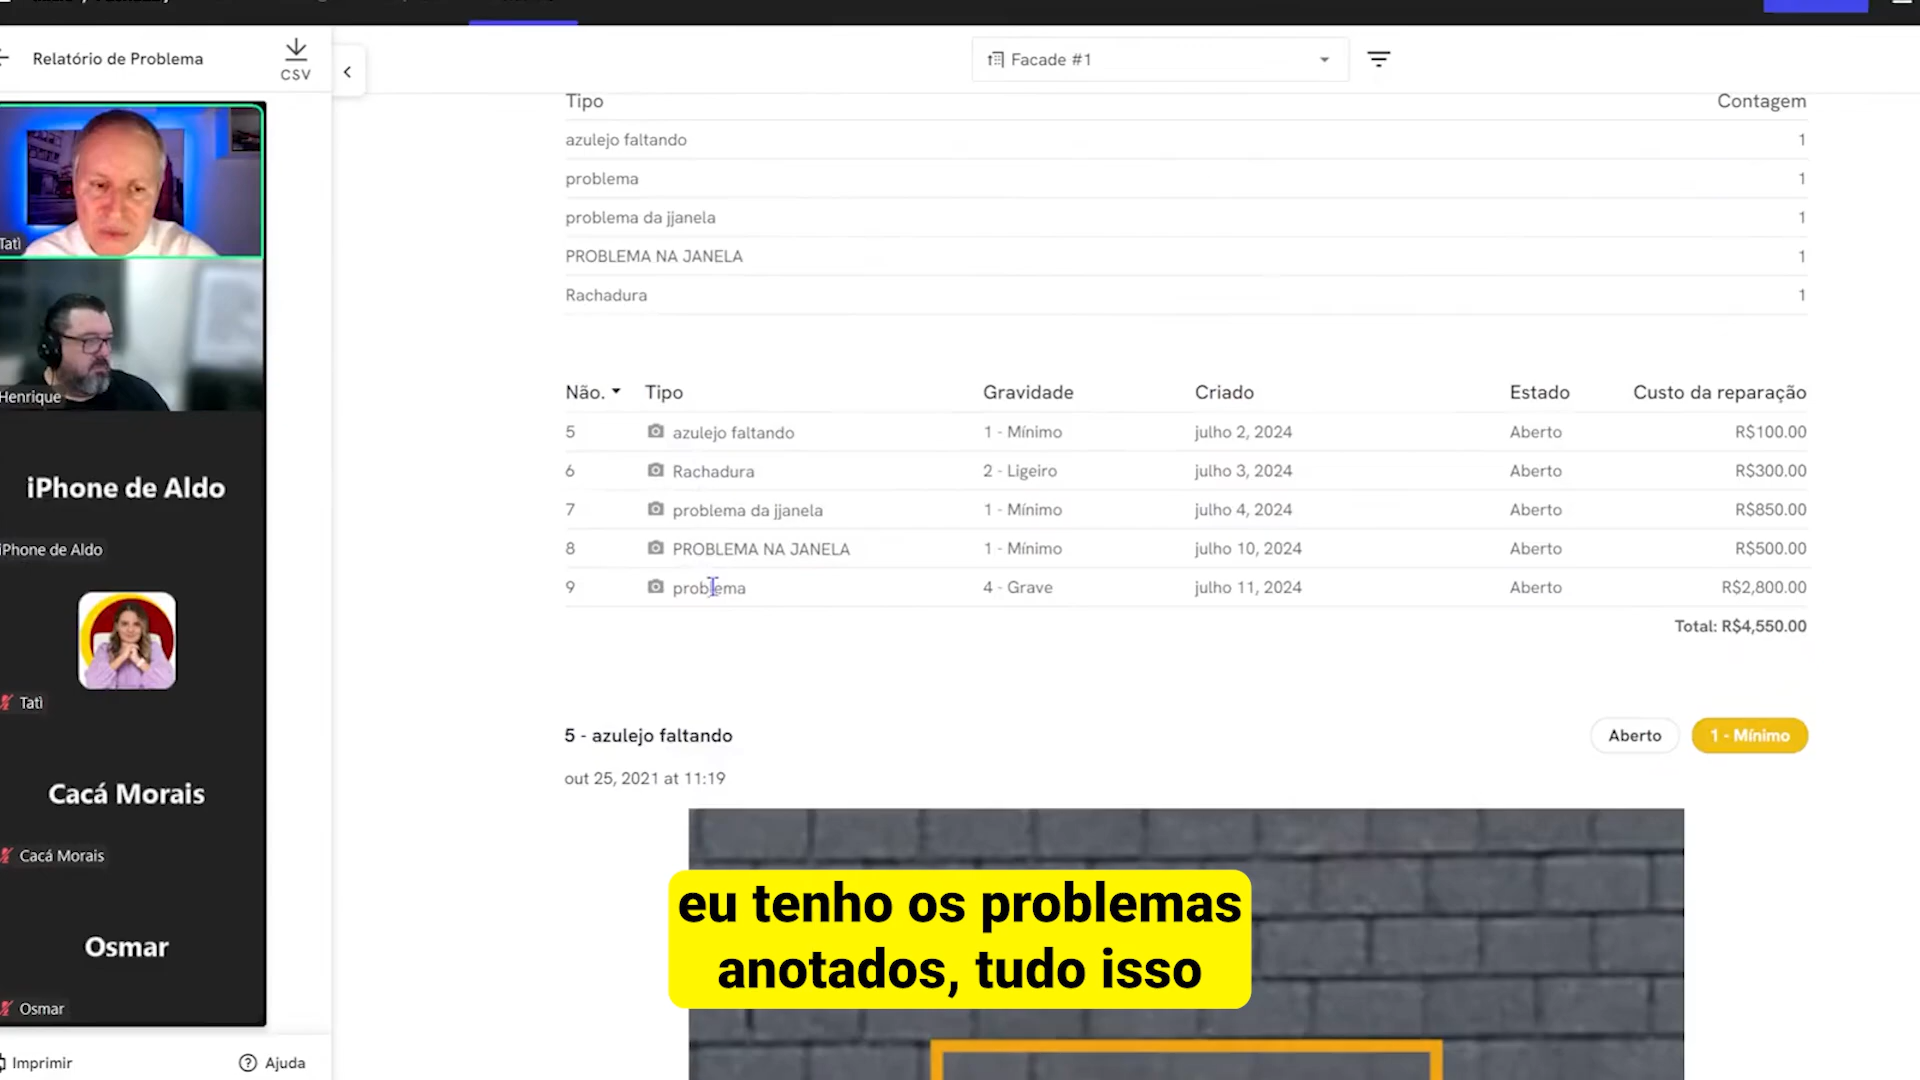 Relatório de Problema
CSV
Facade #1
Tipo Contagem
azulejo faltando 1
problema 1
problema da jjanela 1
PROBLEMA NA JANELA 1
Rachadura 1
Tatì
Henrique
iPhone de Aldo
iPhone de Aldo
Tatì
Cacá Morais
Cacá Morais
Osmar
Osmar
Imprimir
Ajuda
Não. Tipo Gravidade Criado Estado Custo da reparação
5 azulejo faltando 1 - Mínimo julho 2, 2024 Aberto R$100.00
6 Rachadura 2 - Ligeiro julho 3, 2024 Aberto R$300.00
7 problema da jjanela 1 - Mínimo julho 4, 2024 Aberto R$850.00
8 PROBLEMA NA JANELA 1 - Mínimo julho 10, 2024 Aberto R$500.00
9 problema 4 - Grave julho 11, 2024 Aberto R$2,800.00
Total: R$4,550.00
5 - azulejo faltando Aberto 1 - Mínimo
out 25, 2021 at 11:19
eu tenho os problemas
anotados, tudo isso